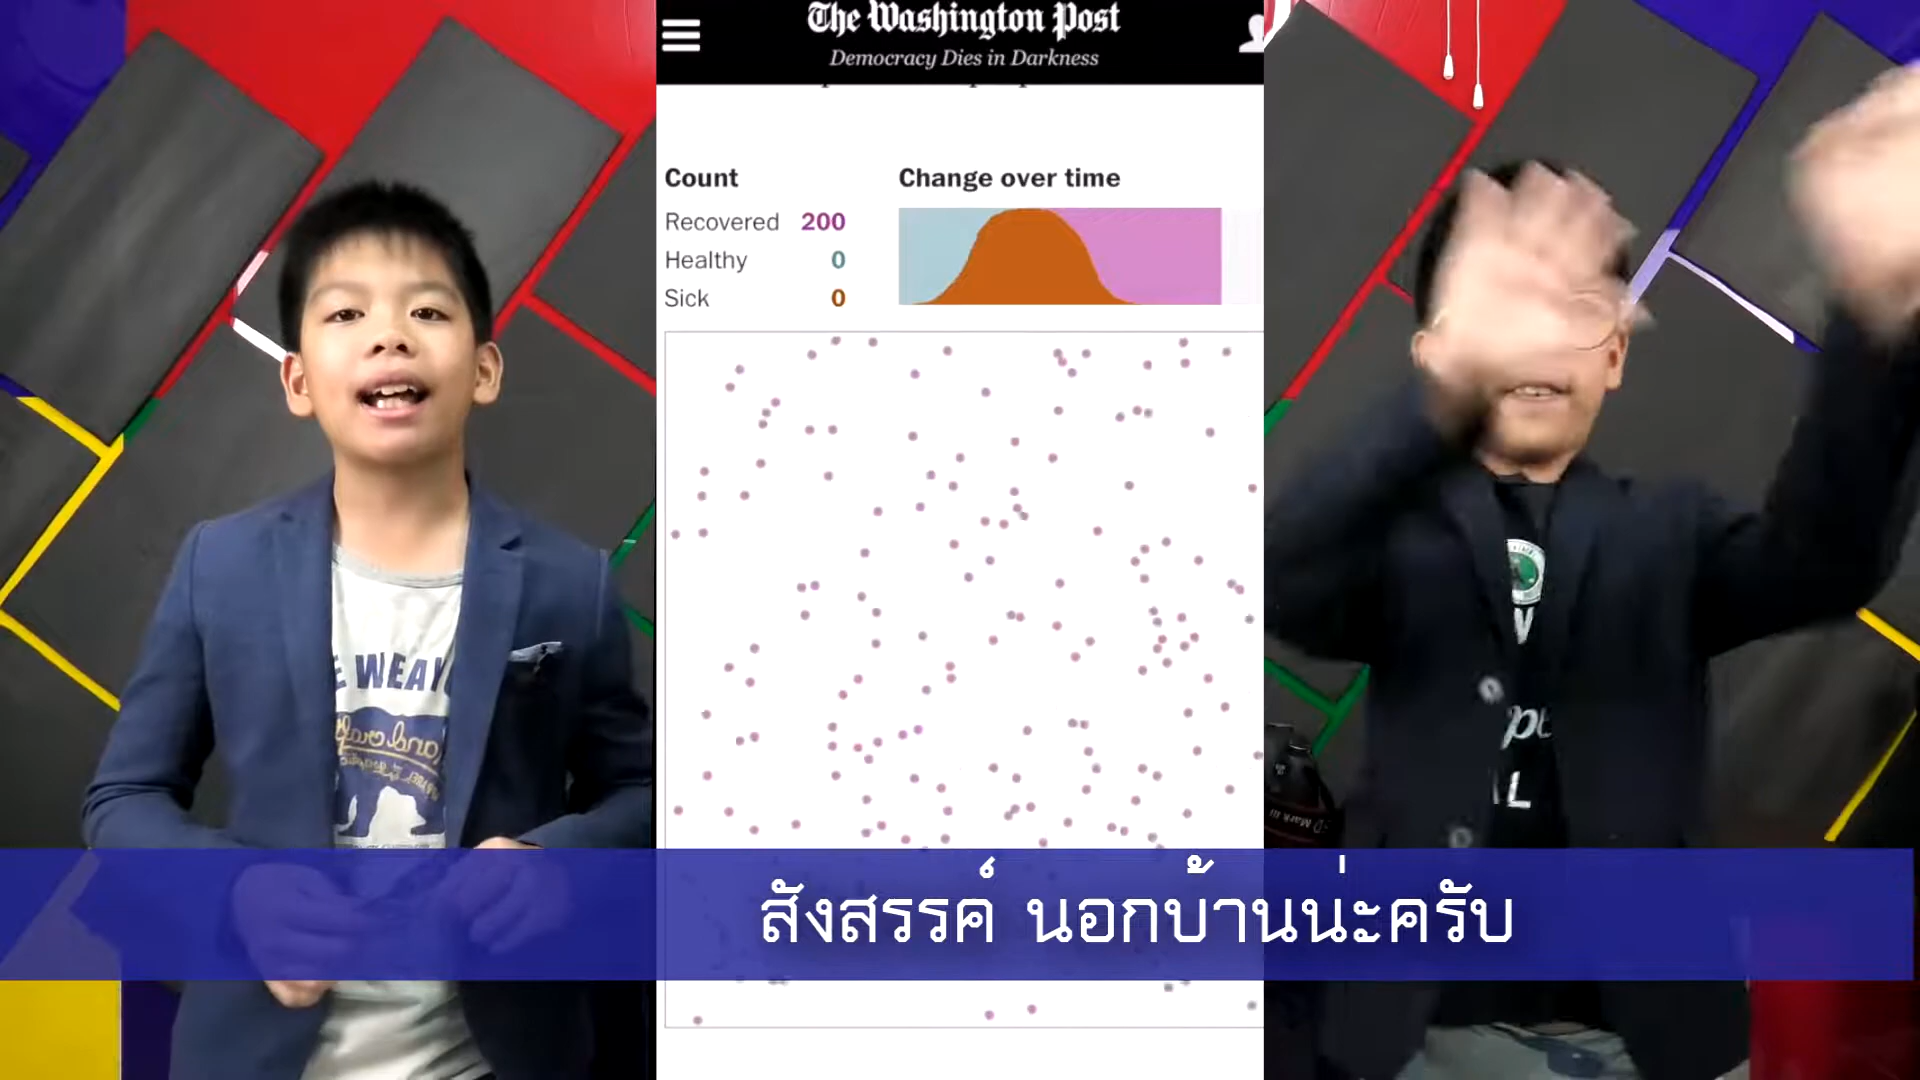 The Washington Post
Democracy Dies in Darkness
Count
Recovered 200
Healthy 0
Sick 0
Change over time
E WEAY
สังสรรค์ นอกบ้านน่ะครับ